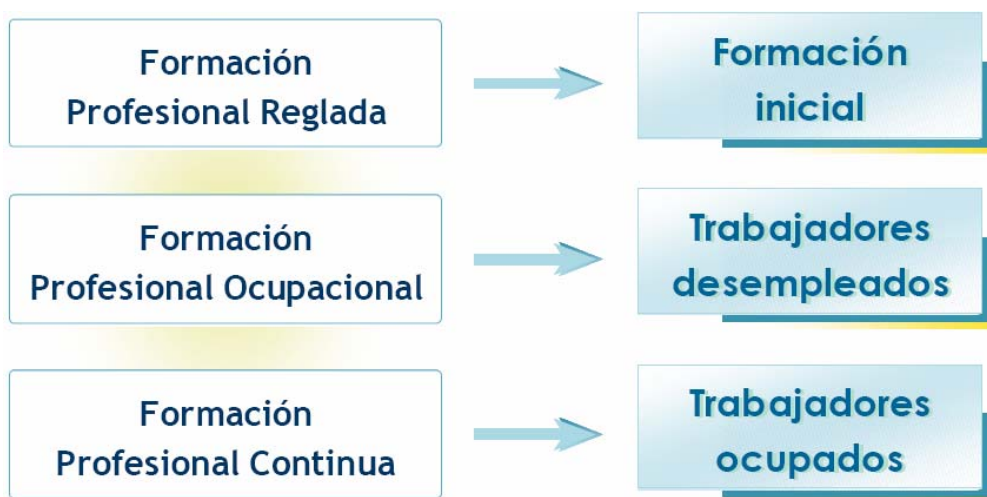 Formación
Profesional Reglada
Formación
inicial
Formación
Profesional Ocupacional
Trabajadores
desempleados
Formación
Profesional Continua
Trabajadores
ocupados